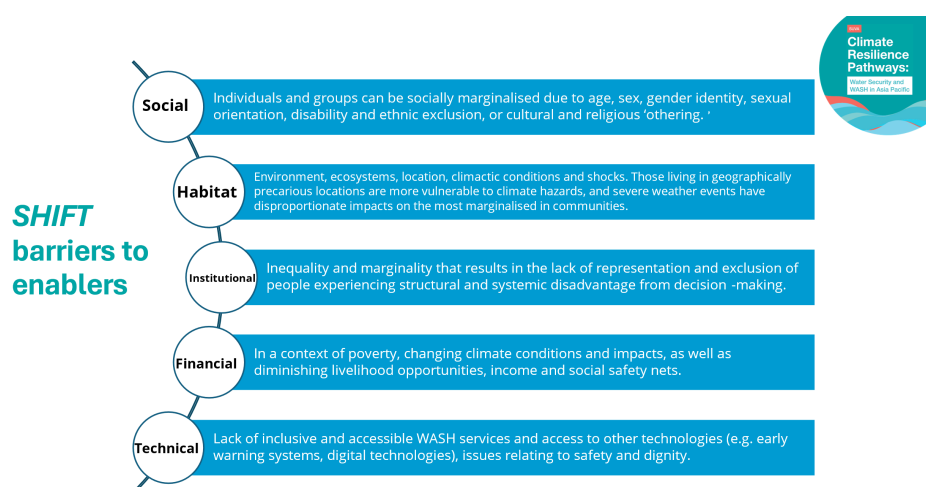 SHIFT
barriers to
enablers
Social
Individuals and groups can be socially marginalised due to age, sex, gender identity, sexual
orientation, disability and ethnic exclusion, or cultural and religious 'othering. '
Habitat
Environment, ecosystems, location, climactic conditions and shocks. Those living in geographically
precarious locations are more vulnerable to climate hazards, and severe weather events have
disproportionate impacts on the most marginalised in communities.
Institutional
Inequality and marginality that results in the lack of representation and exclusion of
people experiencing structural and systemic disadvantage from decision -making.
Financial
In a context of poverty, changing climate conditions and impacts, as well as
diminishing livelihood opportunities, income and social safety nets.
Technical
Lack of inclusive and accessible WASH services and access to other technologies (e.g. early
warning systems, digital technologies), issues relating to safety and dignity.
Climate
Resilience
Pathways:
Water Security and
WASH in Asia Pacific